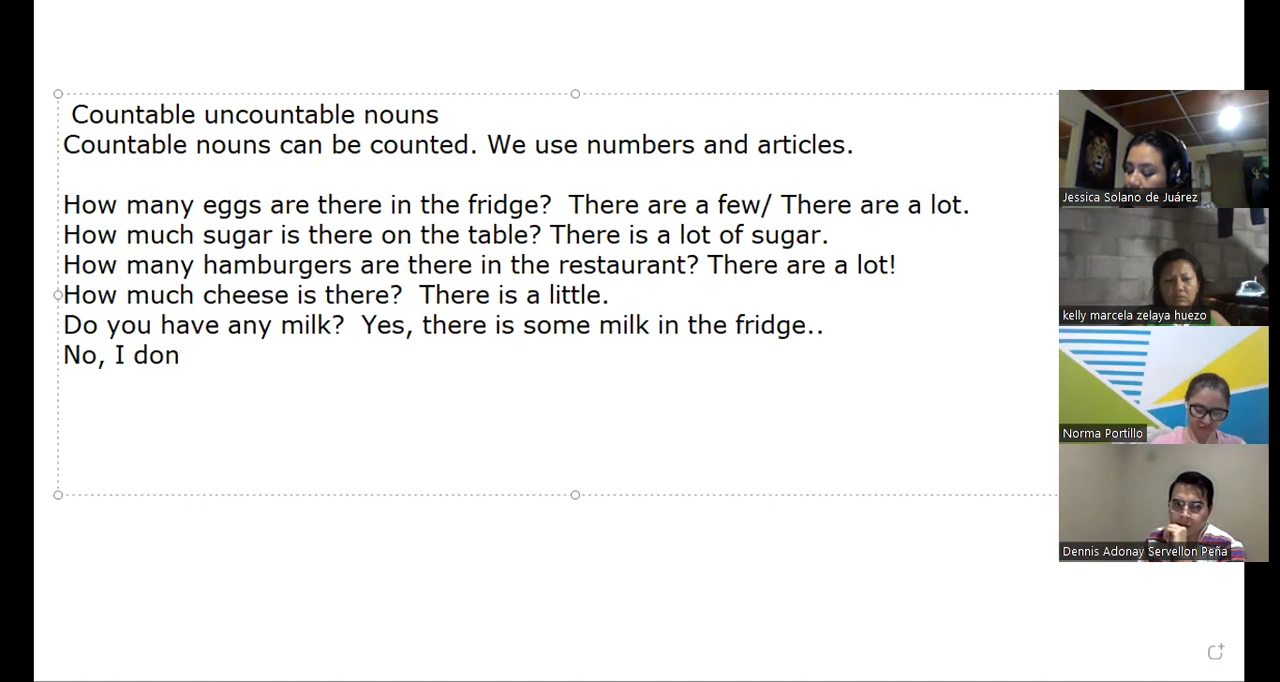 Countable uncountable nouns
Countable nouns can be counted. We use numbers and articles.
How many eggs are there in the fridge?  There are a few/ There are a lot.
How much sugar is there on the table? There is a lot of sugar.
How many hamburgers are there in the restaurant? There are a lot!
How much cheese is there?  There is a little.
Do you have any milk?  Yes, there is some milk in the fridge..
No, I don
Jessica Solano de Juárez
kelly marcela zelaya huezo
Norma Portillo
Dennis Adonay Servellon Peña